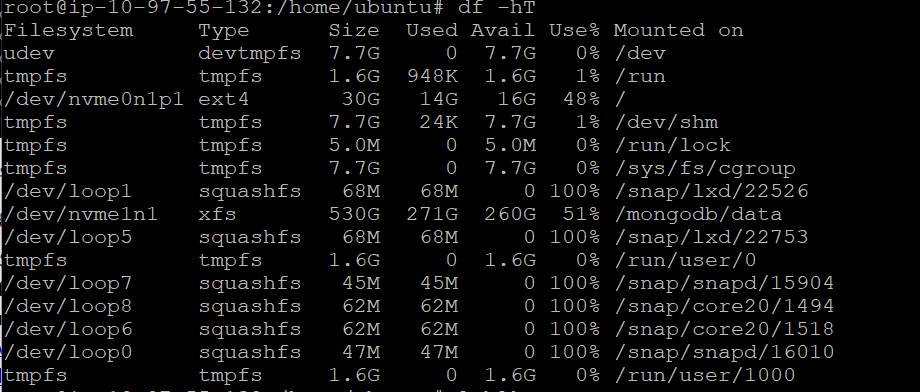 root@ip-10-97-55-132:/home/ubuntu# df -hT
Filesystem Type Size Used Avail Use% Mounted on
udev devtmpfs 7.7G 0 7.7G 0% /dev
tmpfs tmpfs 1.6G 948K 1.6G 1% /run
/dev/nvme0n1p1 ext4 30G 14G 16G 48% /
tmpfs tmpfs 7.7G 24K 7.7G 1% /dev/shm
tmpfs tmpfs 5.0M 0 5.0M 0% /run/lock
tmpfs tmpfs 7.7G 0 7.7G 0% /sys/fs/cgroup
/dev/loop1 squashfs 68M 68M 0 100% /snap/lxd/22526
/dev/nvme1n1 xfs 530G 271G 260G 51% /mongodb/data
/dev/loop5 squashfs 68M 68M 0 100% /snap/lxd/22753
tmpfs tmpfs 1.6G 0 1.6G 0% /run/user/0
/dev/loop7 squashfs 45M 45M 0 100% /snap/snapd/15904
/dev/loop8 squashfs 62M 62M 0 100% /snap/core20/1494
/dev/loop6 squashfs 62M 62M 0 100% /snap/core20/1518
/dev/loop0 squashfs 47M 47M 0 100% /snap/snapd/16010
tmpfs tmpfs 1.6G 0 1.6G 0% /run/user/1000